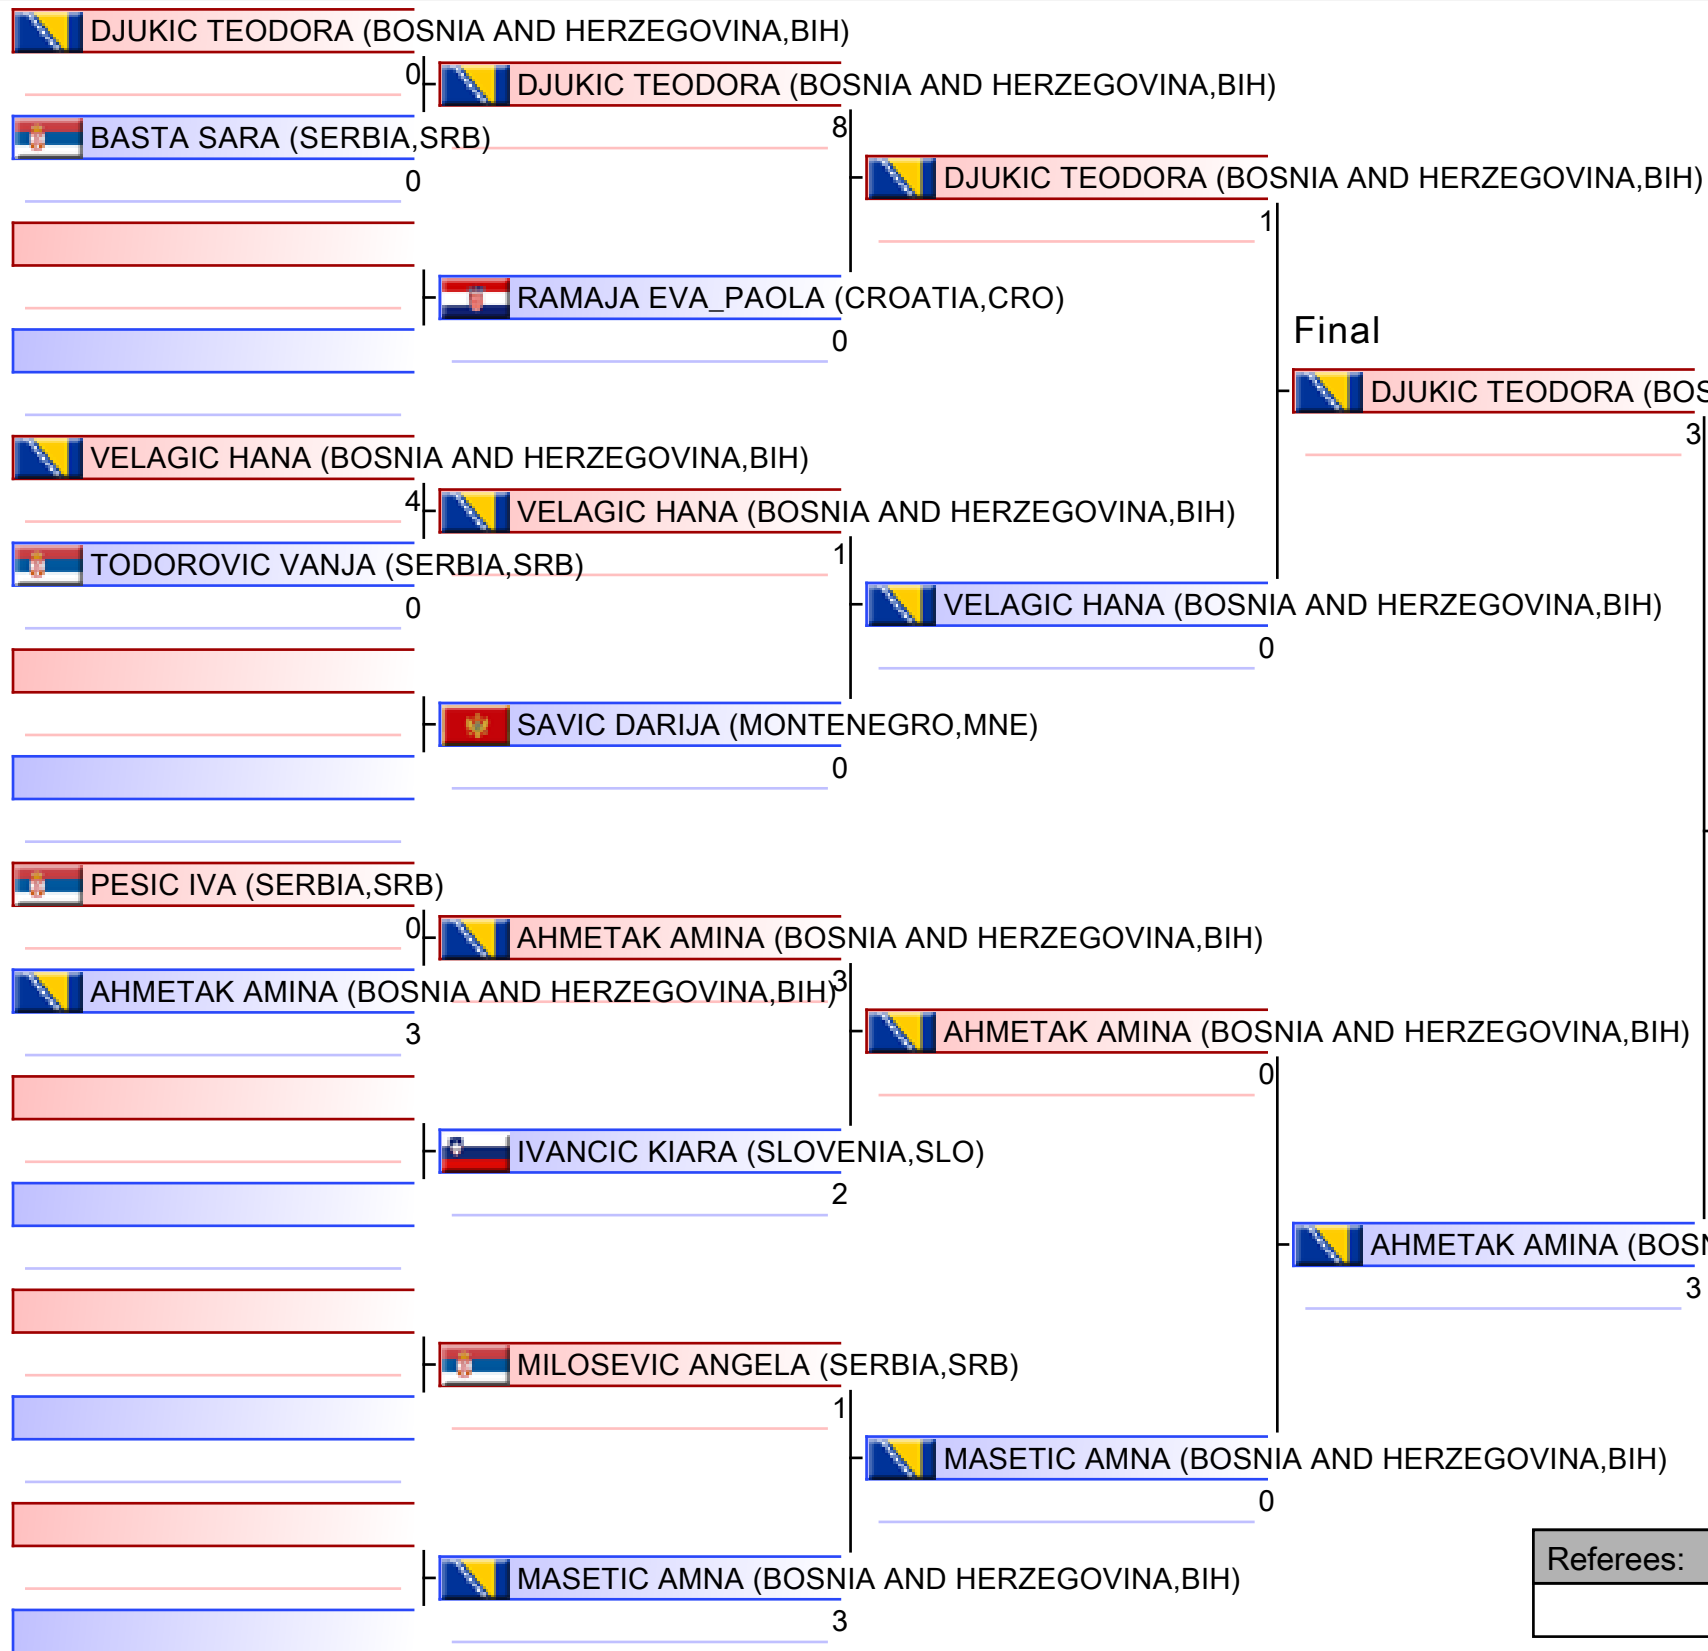 DJUKIC TEODORA (BOSNIA AND HERZEGOVINA,BIH)
0
BASTA SARA (SERBIA,SRB)
0
VELAGIC HANA (BOSNIA AND HERZEGOVINA,BIH)
4
TODOROVIC VANJA (SERBIA,SRB)
0
PESIC IVA (SERBIA,SRB)
0
AHMETAK AMINA (BOSNIA AND HERZEGOVINA,BIH)
3
DJUKIC TEODORA (BOSNIA AND HERZEGOVINA,BIH)
8
RAMAJA EVA_PAOLA (CROATIA,CRO)
0
VELAGIC HANA (BOSNIA AND HERZEGOVINA,BIH)
1
SAVIC DARIJA (MONTENEGRO,MNE)
0
AHMETAK AMINA (BOSNIA AND HERZEGOVINA,BIH)
3
IVANCIC KIARA (SLOVENIA,SLO)
2
MILOSEVIC ANGELA (SERBIA,SRB)
1
MASETIC AMNA (BOSNIA AND HERZEGOVINA,BIH)
3
DJUKIC TEODORA (BOSNIA AND HERZEGOVINA,BIH)
1
VELAGIC HANA (BOSNIA AND HERZEGOVINA,BIH)
0
AHMETAK AMINA (BOSNIA AND HERZEGOVINA,BIH)
0
MASETIC AMNA (BOSNIA AND HERZEGOVINA,BIH)
0
Final
DJUKIC TEODORA (BOS
3
AHMETAK AMINA (BOSN
3
Referees: